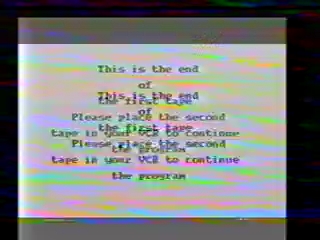 This is the end
of
This is the end
the first tape
of
Please place the second
the first tape
tape in your VCR to continue
Please place the second
the program
tape in your VCR to continue
the program